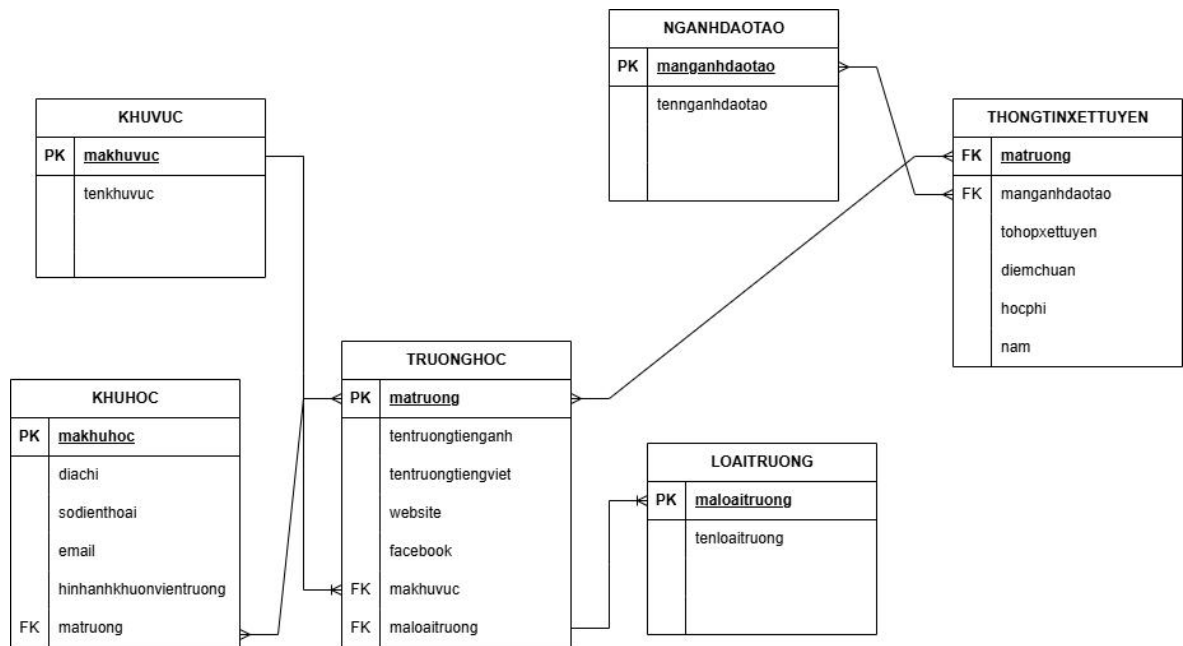 NGANHDAOTAO
PK manganhdaotao
tennganhdaotao
KHUVUC
PK makhuvuc
tenkhuvuc
THONGTINXETTUYEN
FK matruong
FK manganhdaotao
tohopxettuyen
diemchuan
hocphi
nam
TRUONGHOC
PK matruong
tentruongtienganh
tentruongtiengviet
website
facebook
FK makhuvuc
FK maloaitruong
KHUHOC
PK makhuhoc
diachi
sodienthoai
email
hinhanhkhuonvientruong
FK matruong
LOAITRUONG
PK maloaitruong
tenloaitruong